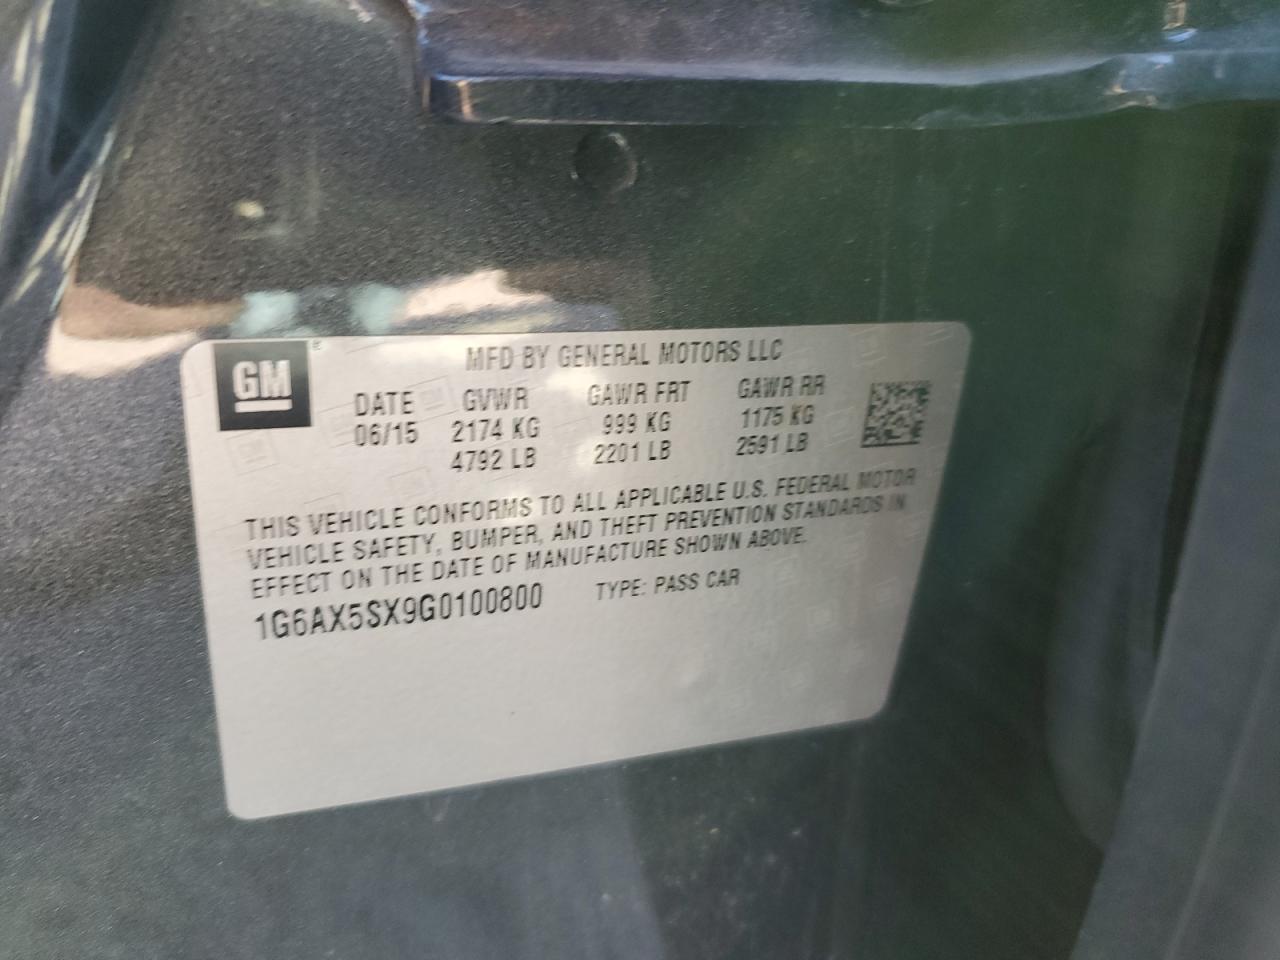 GM ®
MFD BY GENERAL MOTORS LLC
DATE GVWR GAWR FRT GAWR RR
06/15 2174 KG 999 KG 1175 KG
4792 LB 2201 LB 2591 LB
THIS VEHICLE CONFORMS TO ALL APPLICABLE U.S. FEDERAL MOTOR
VEHICLE SAFETY, BUMPER, AND THEFT PREVENTION STANDARDS IN
EFFECT ON THE DATE OF MANUFACTURE SHOWN ABOVE.
1G6AX5SX9G0100800 TYPE: PASS CAR